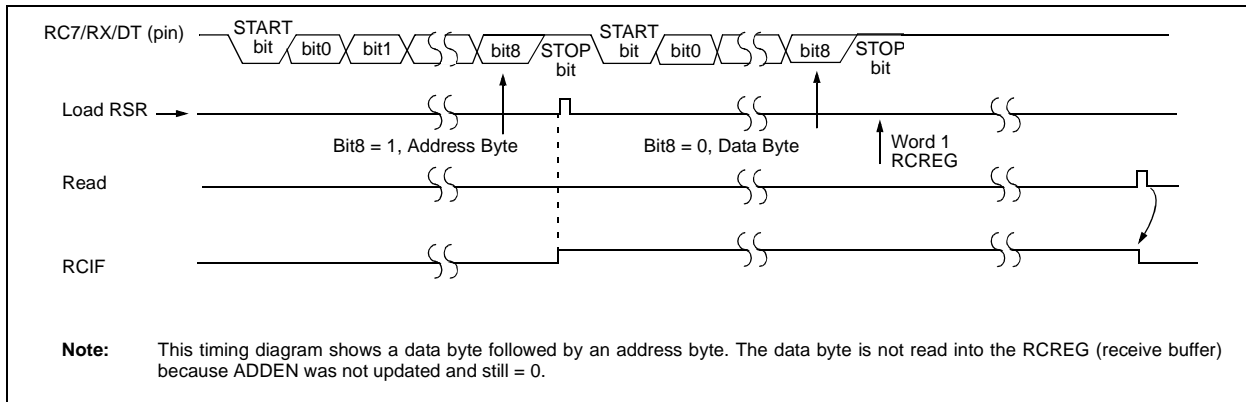 RC7/RX/DT (pin)
START
bit
bit0
bit1
bit8
STOP
bit
START
bit
bit0
bit8
STOP
bit
Load RSR
Bit8 = 1, Address Byte
Bit8 = 0, Data Byte
Word 1
RCREG
Read
RCIF
Note: This timing diagram shows a data byte followed by an address byte. The data byte is not read into the RCREG (receive buffer)
because ADDEN was not updated and still = 0.